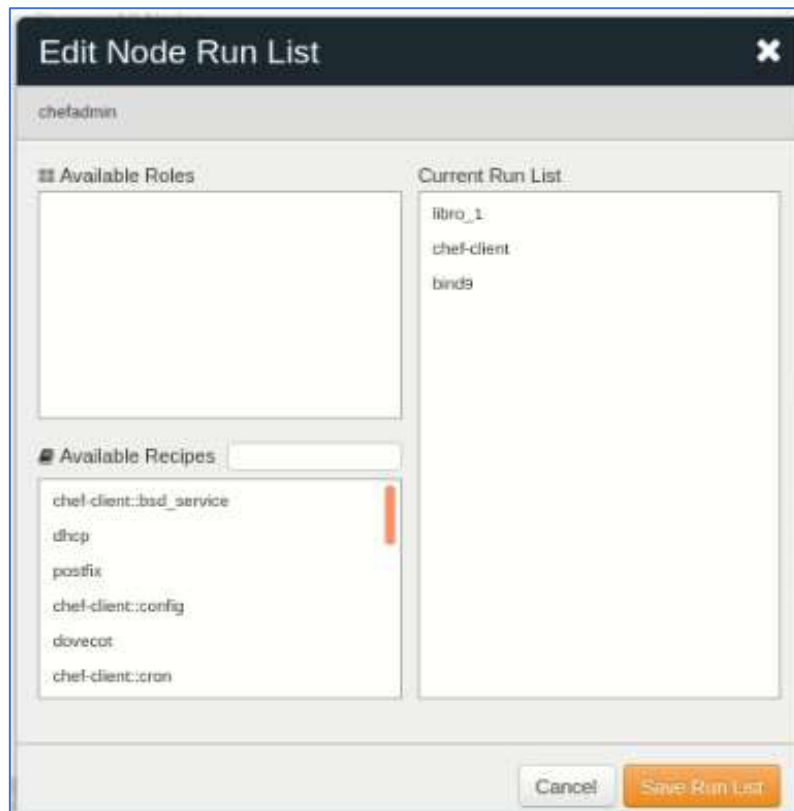 Edit Node Run List
chefadmin
Available Roles
Current Run List
libro_1
chef-client
bind9
Available Recipes
chef-client::bsd_service
dhcp
postfix
chef-client::config
dovecot
chef-client::cron
Cancel
Save Run List